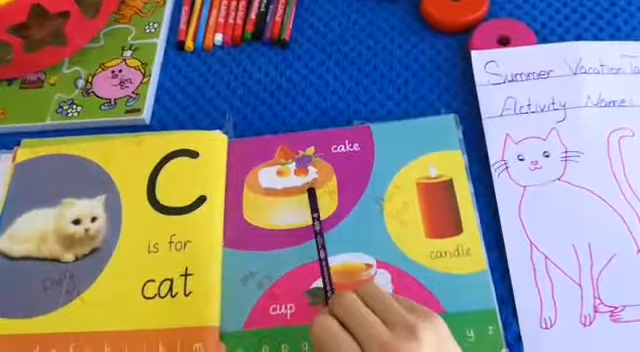 C
is for
cat
cake
candle
cup
y z
Summer Vacation
Activity Name